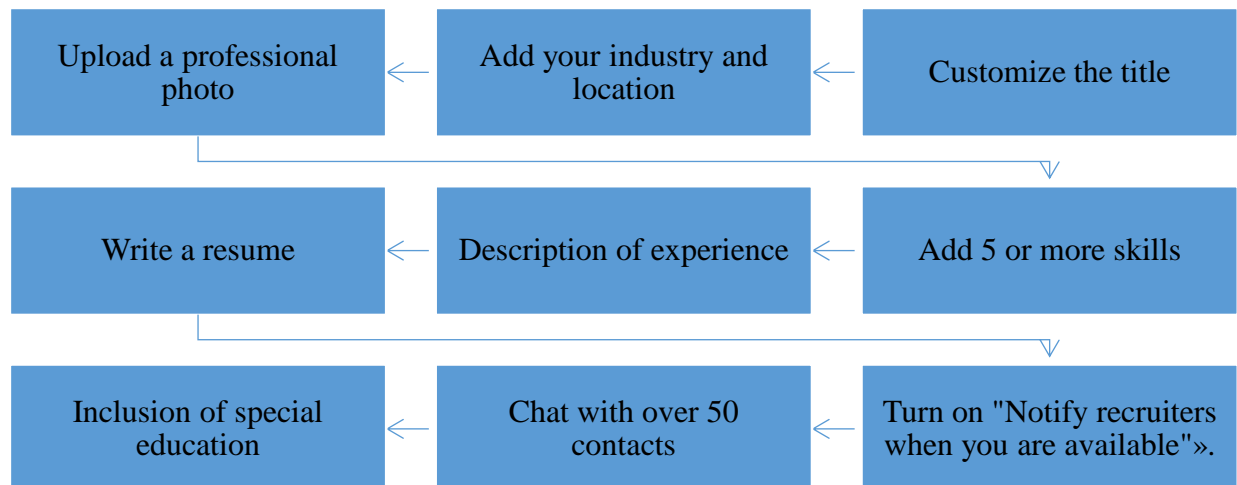 Upload a professional
photo
Add your industry and
location
Customize the title
Write a resume
Description of experience
Add 5 or more skills
Inclusion of special
education
Chat with over 50
contacts
Turn on "Notify recruiters
when you are available"».